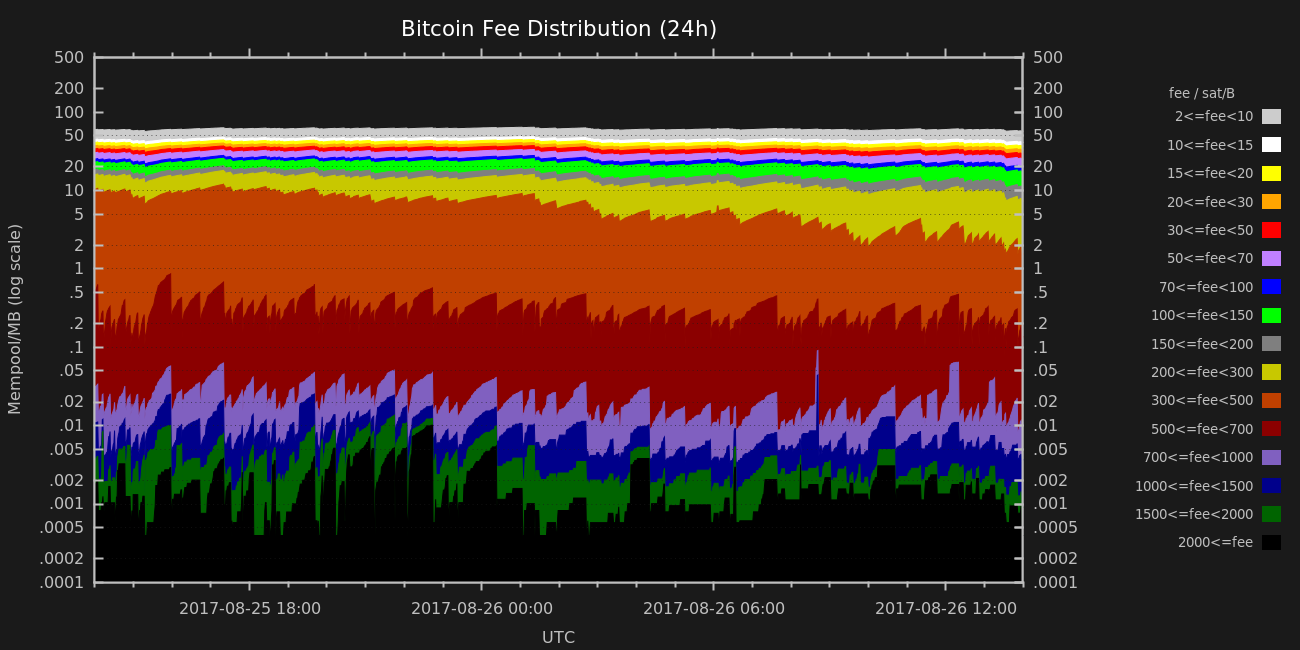 Bitcoin Fee Distribution (24h)
500 500
200 200
100 100
50 50
20 20
10 10
5 5
2 2
1 1
.5 .5
.2 .2
.1 .1
.05 .05
.02 .02
.01 .01
.005 .005
.002 .002
.001 .001
.0005 .0005
.0002 .0002
.0001 .0001
Mempool/MB (log scale)
2017-08-25 18:00 2017-08-26 00:00 2017-08-26 06:00 2017-08-26 12:00
UTC
fee / sat/B
2<=fee<10
10<=fee<15
15<=fee<20
20<=fee<30
30<=fee<50
50<=fee<70
70<=fee<100
100<=fee<150
150<=fee<200
200<=fee<300
300<=fee<500
500<=fee<700
700<=fee<1000
1000<=fee<1500
1500<=fee<2000
2000<=fee